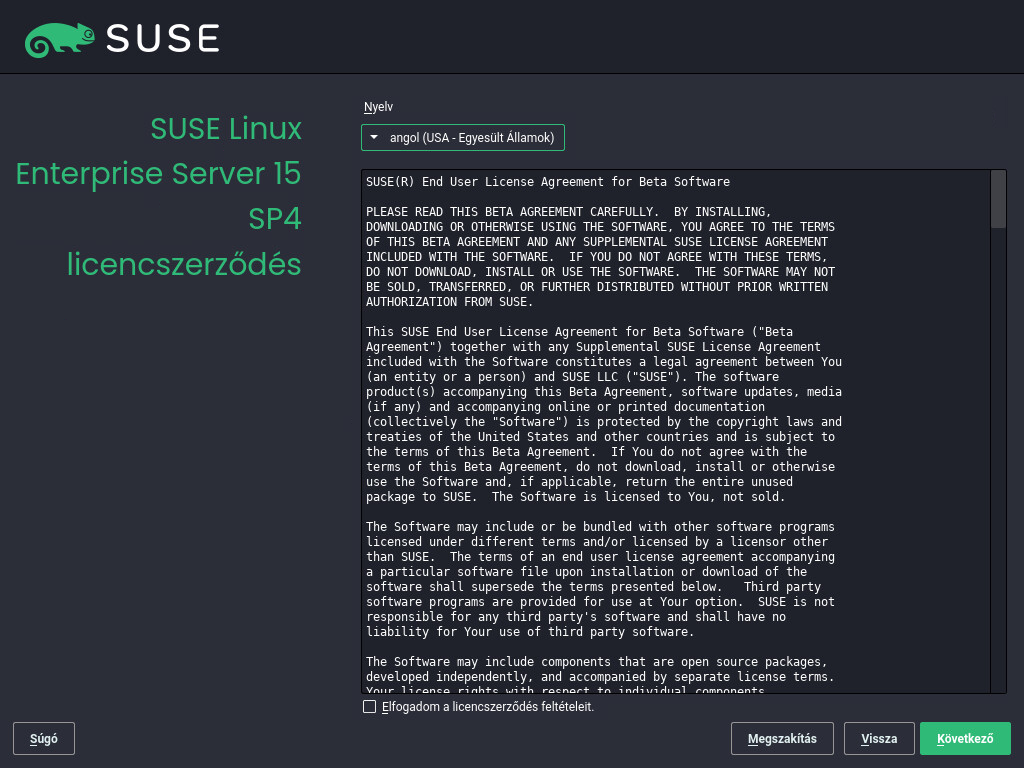 SUSE
SUSE Linux
Enterprise Server 15
SP4
licencszerződés
Nyelv
angol (USA - Egyesült Államok)
SUSE(R) End User License Agreement for Beta Software
PLEASE READ THIS BETA AGREEMENT CAREFULLY.  BY INSTALLING,
DOWNLOADING OR OTHERWISE USING THE SOFTWARE, YOU AGREE TO THE TERMS
OF THIS BETA AGREEMENT AND ANY SUPPLEMENTAL SUSE LICENSE AGREEMENT
INCLUDED WITH THE SOFTWARE.  IF YOU DO NOT AGREE WITH THESE TERMS,
DO NOT DOWNLOAD, INSTALL OR USE THE SOFTWARE.  THE SOFTWARE MAY NOT
BE SOLD, TRANSFERRED, OR FURTHER DISTRIBUTED WITHOUT PRIOR WRITTEN
AUTHORIZATION FROM SUSE.
This SUSE End User License Agreement for Beta Software ("Beta
Agreement") together with any Supplemental SUSE License Agreement
included with the Software constitutes a legal agreement between You
(an entity or a person) and SUSE LLC ("SUSE"). The software
product(s) accompanying this Beta Agreement, software updates, media
(if any) and accompanying online or printed documentation
(collectively the "Software") is protected by the copyright laws and
treaties of the United States and other countries and is subject to
the terms of this Beta Agreement.  If You do not agree with the
terms of this Beta Agreement, do not download, install or otherwise
use the Software and, if applicable, return the entire unused
package to SUSE.  The Software is licensed to You, not sold.
The Software may include or be bundled with other software programs
licensed under different terms and/or licensed by a licensor other
than SUSE.  The terms of an end user license agreement accompanying
a particular software file upon installation or download of the
software shall supersede the terms presented below.   Third party
software programs are provided for use at Your option.  SUSE is not
responsible for any third party's software and shall have no
liability for Your use of third party software.
The Software may include components that are open source packages,
developed independently, and accompanied by separate license terms.
Your license rights with respect to individual components
Elfogadom a licencszerződés feltételeit.
Súgó
Megszakítás
Vissza
Következő